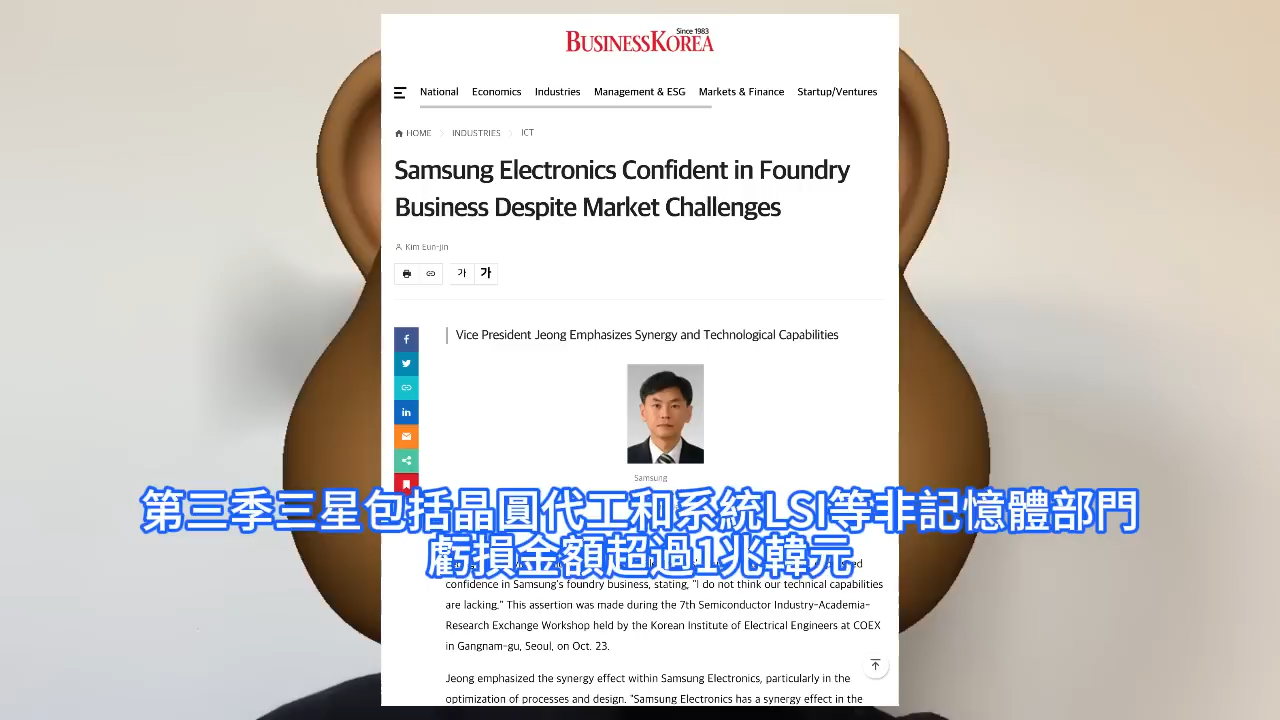 Since 1983
BUSINESSKOREA
National Economics Industries Management & ESG Markets & Finance Startup/Ventures
HOME INDUSTRIES ICT
Samsung Electronics Confident in Foundry
Business Despite Market Challenges
Kim Eun-jin
가 가
Vice President Jeong Emphasizes Synergy and Technological Capabilities
Samsung
第三季三星包括晶圓代工和系統LSI等非記憶體部門
虧損金額超過1兆韓元
confidence in Samsung's foundry business, stating, "I do not think our technical capabilities
are lacking." This assertion was made during the 7th Semiconductor Industry-Academia-
Research Exchange Workshop held by the Korean Institute of Electrical Engineers at COEX
in Gangnam-gu, Seoul, on Oct. 23.
Jeong emphasized the synergy effect within Samsung Electronics, particularly in the
optimization of processes and design. "Samsung Electronics has a synergy effect in the